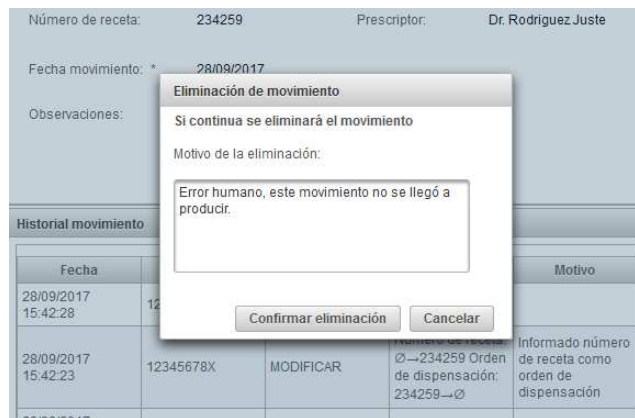 Número de receta: 234259 Prescriptor: Dr. Rodriguez Juste
Fecha movimiento: * 28/09/2017
Eliminación de movimiento
Observaciones:
Si continua se eliminará el movimiento
Motivo de la eliminación:
Error humano, este movimiento no se llegó a
producir.
Historial movimiento
Fecha Motivo
28/09/2017
15:42:28
12
Confirmar eliminación Cancelar
28/09/2017
15:42:23
12345678X
MODIFICAR
Número de receta:
Ø→234259 Orden
de dispensación:
234259→Ø
Informado número
de receta como
orden de
dispensación